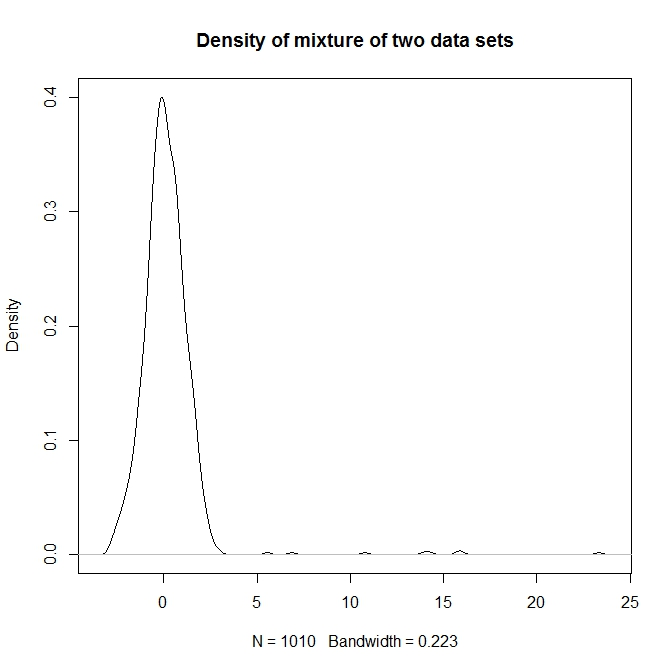 Density of mixture of two data sets
Density
0.4
0.3
0.2
0.1
0.0
0 5 10 15 20 25
N = 1010 Bandwidth = 0.223